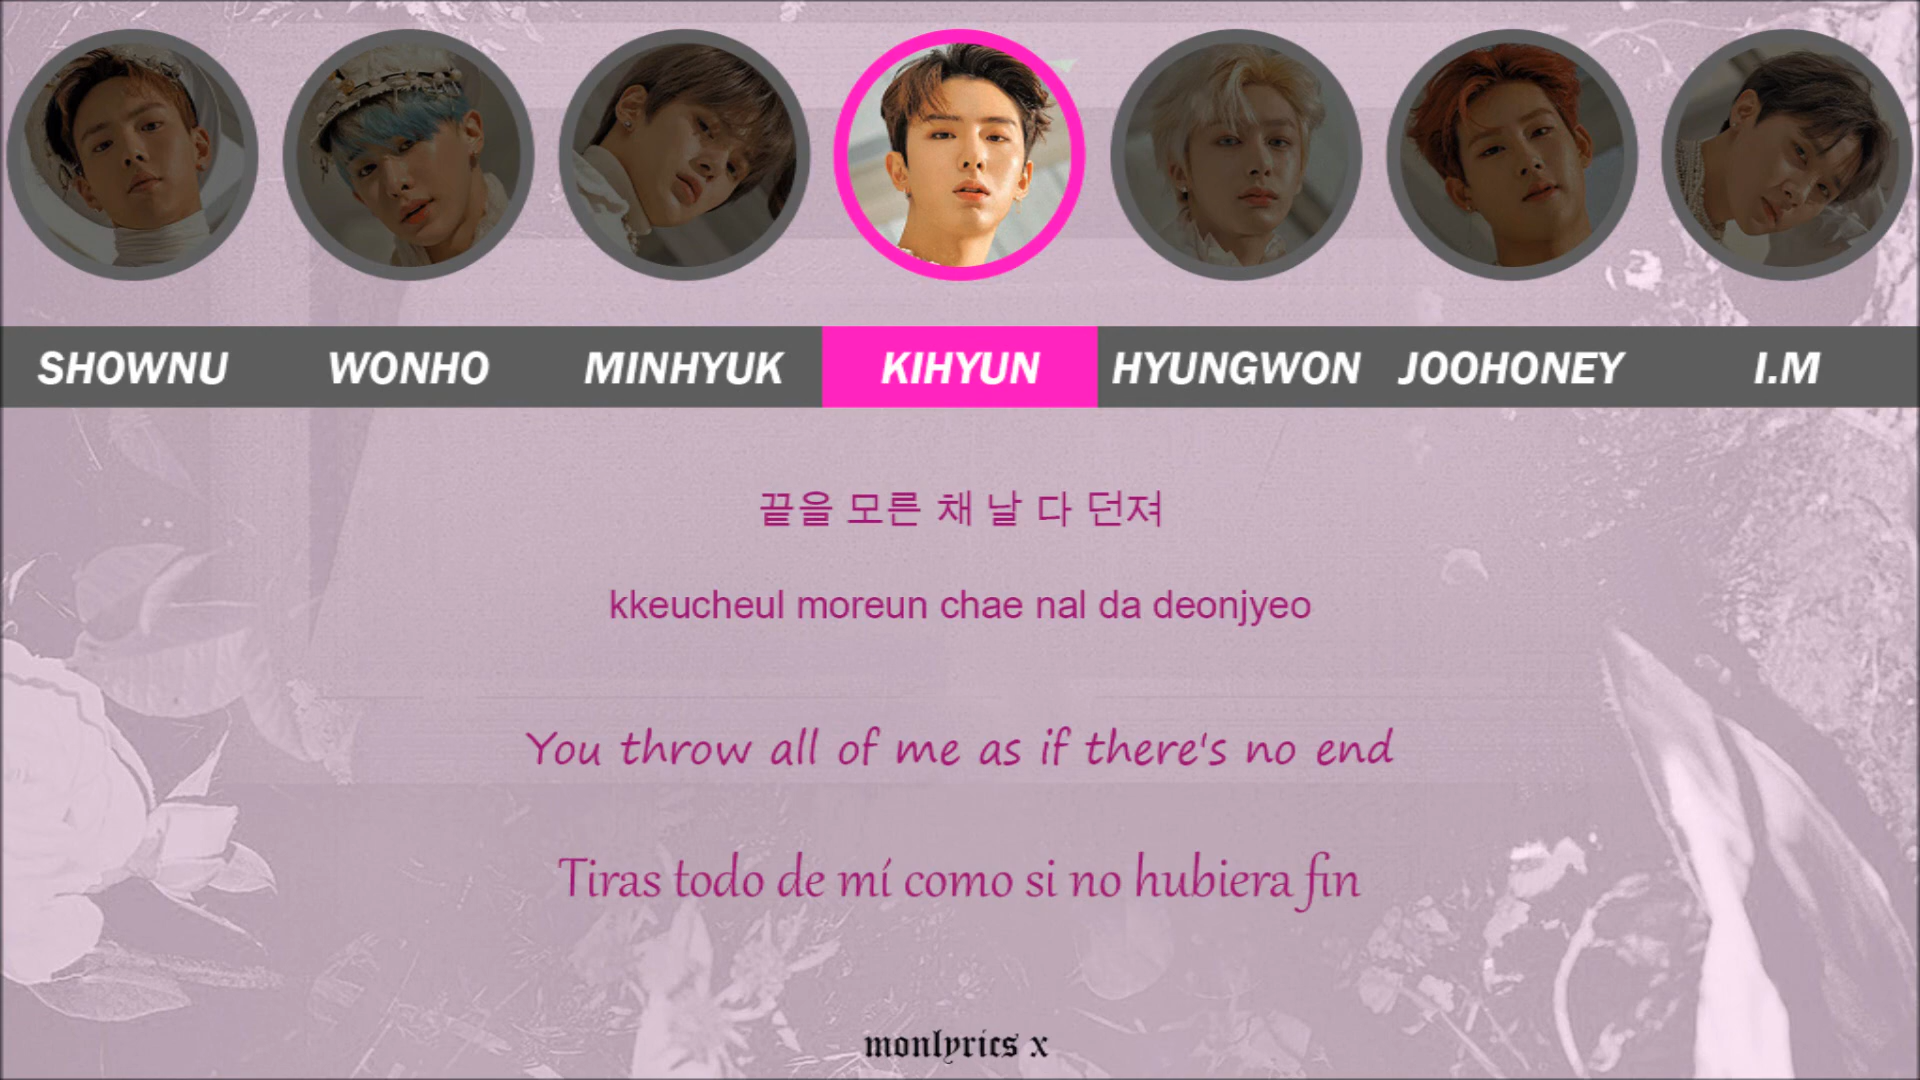 SHOWNU WONHO MINHYUK KIHYUN HYUNGWON JOOHONEY I.M
끝을 모른 채 날 다 던져
kkeucheul moreun chae nal da deonjyeo
You throw all of me as if there's no end
Tiras todo de mí como si no hubiera fin
monlyrics x